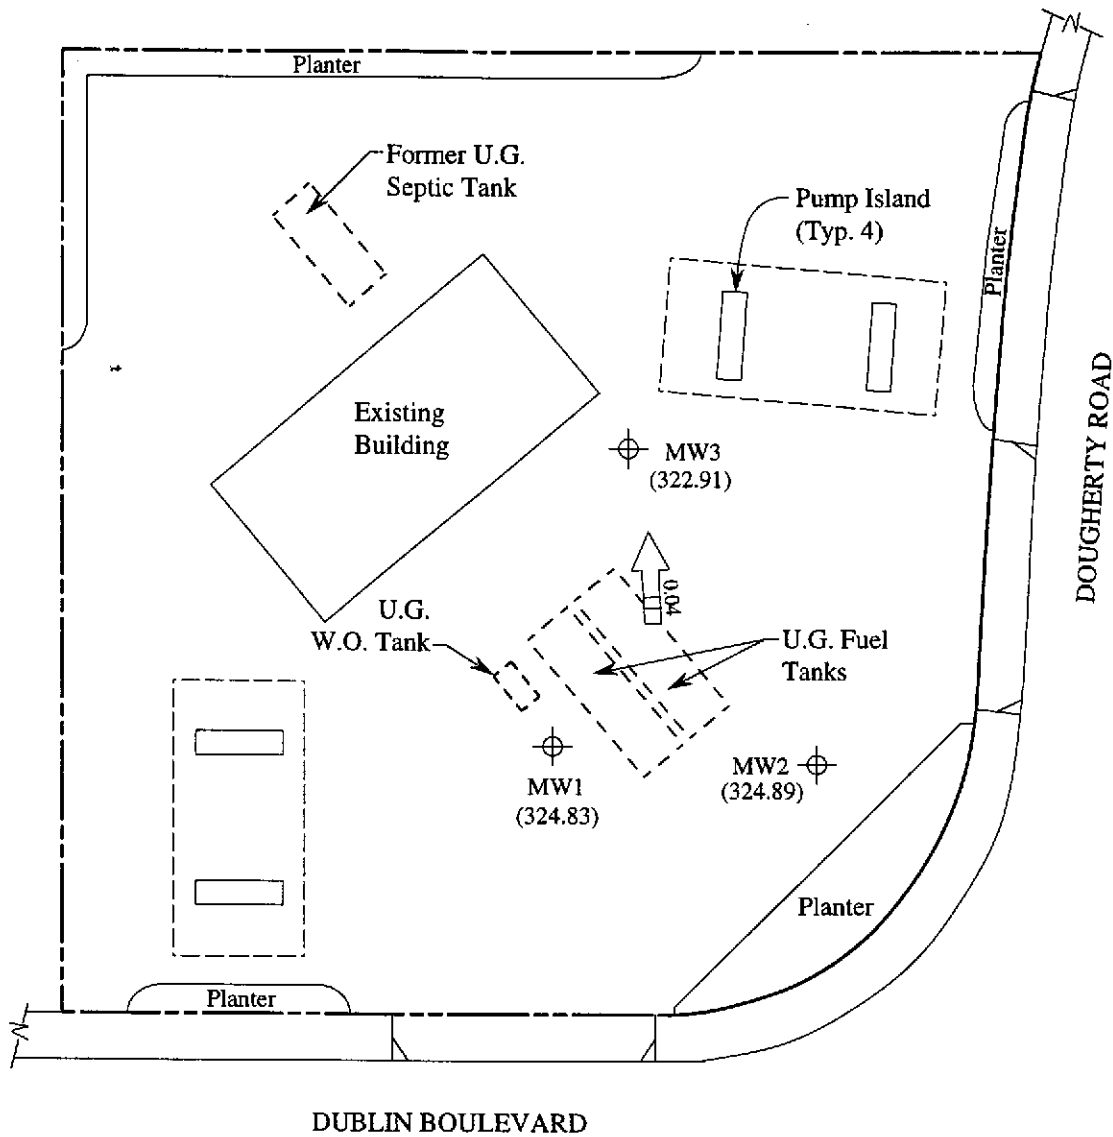 Planter
Former U.G.
Septic Tank
Pump Island
(Typ. 4)
Planter
Existing
Building
MW3
(322.91)
DOUGHERTY ROAD
0.04
U.G.
W.O. Tank
U.G. Fuel
Tanks
MW1
(324.83)
MW2
(324.89)
Planter
Planter
DUBLIN BOULEVARD